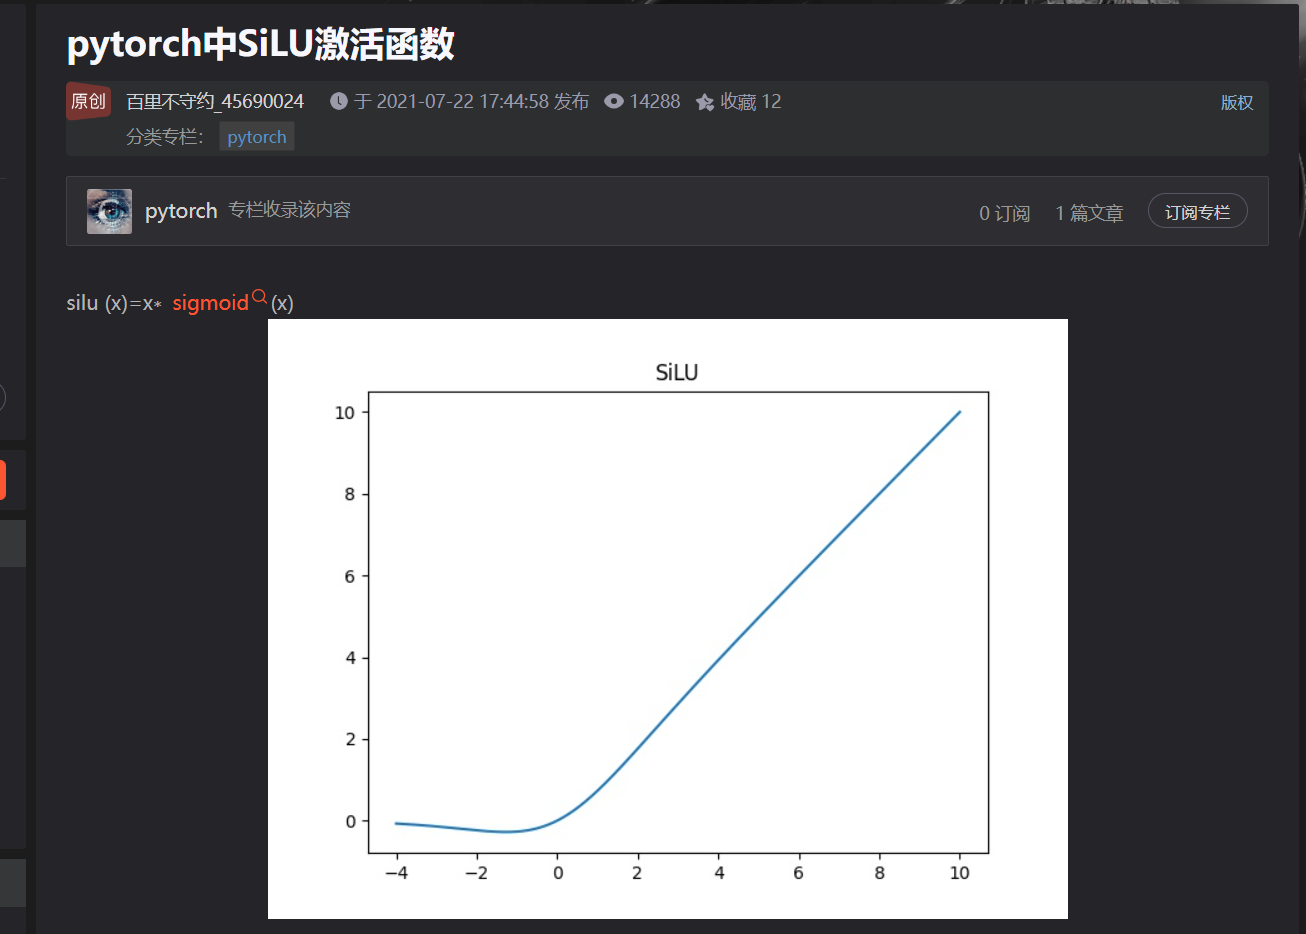 pytorch中SiLU激活函数
原创 百里不守约_45690024 于 2021-07-22 17:44:58 发布 14288 收藏 12 版权
分类专栏： pytorch
pytorch 专栏收录该内容 0 订阅 1 篇文章 订阅专栏
silu (x)=x* sigmoid (x)
SiLU
10
8
6
4
2
0
−4 −2 0 2 4 6 8 10